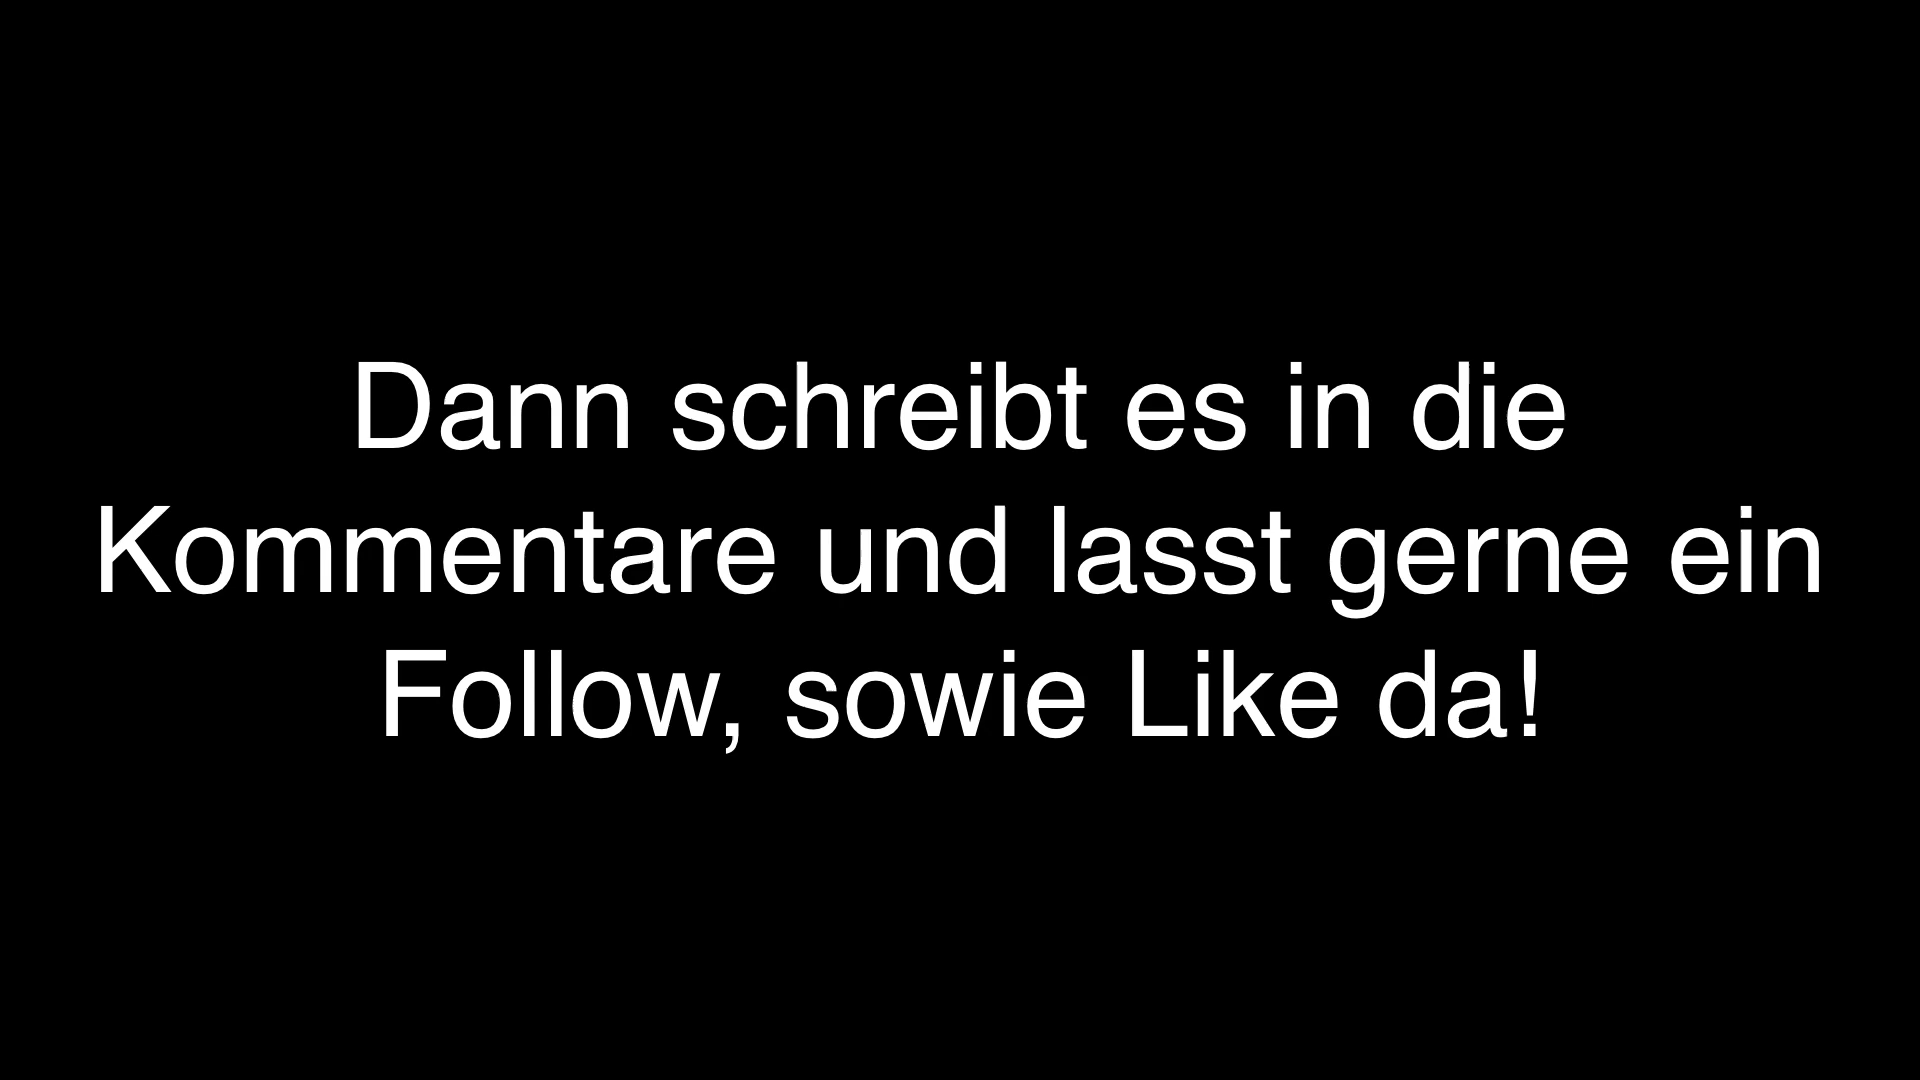 Dann schreibt es in die
Kommentare und lasst gerne ein
Follow, sowie Like da!